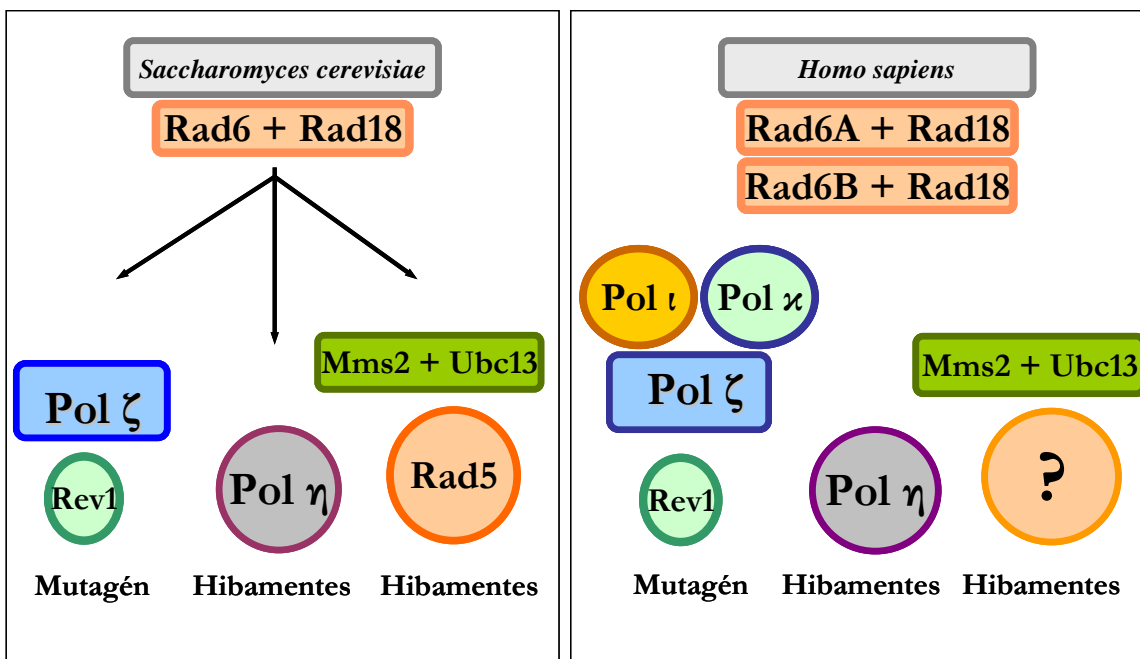 Saccharomyces cerevisiae
Rad6 + Rad18
Mms2 + Ubc13
Pol ζ
Rev1
Pol η
Rad5
Mutagén
Hibamentes
Hibamentes
Homo sapiens
Rad6A + Rad18
Rad6B + Rad18
Pol ι
Pol ϰ
Mms2 + Ubc13
Pol ζ
Rev1
Pol η
?
Mutagén
Hibamentes
Hibamentes